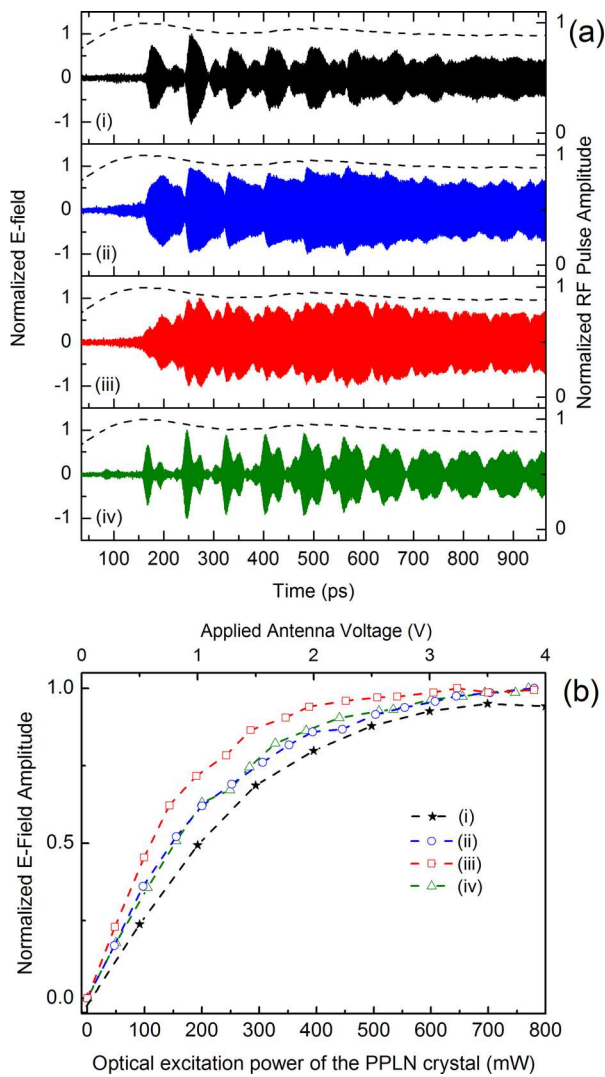 (a)
1
0
-1
(i)
1
0
1
0
-1
(ii)
1
0
1
0
-1
(iii)
1
0
1
0
-1
(iv)
1
0
Normalized E-field
Normalized RF Pulse Amplitude
100 200 300 400 500 600 700 800 900
Time (ps)
Applied Antenna Voltage (V)
0 1 2 3 4
(b)
1.0
0.5
0.0
Normalized E-Field Amplitude
(i)
(ii)
(iii)
(iv)
0 100 200 300 400 500 600 700 800
Optical excitation power of the PPLN crystal (mW)